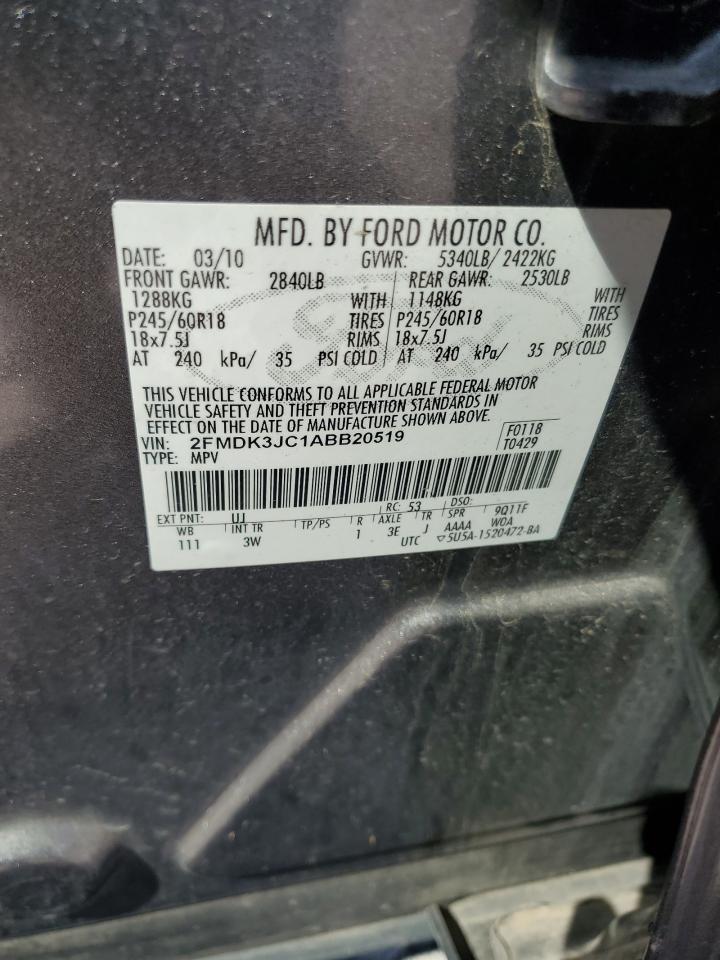 MFD. BY FORD MOTOR CO.
DATE: 03/10 GVWR: 5340LB/ 2422KG
FRONT GAWR: 2840LB REAR GAWR: 2530LB
1288KG WITH 1148KG WITH
P245/60R18 TIRES P245/60R18 TIRES
18x7.5J RIMS 18x7.5J RIMS
AT 240 kPa/ 35 PSI COLD AT 240 kPa/ 35 PSI COLD
THIS VEHICLE CONFORMS TO ALL APPLICABLE FEDERAL MOTOR
VEHICLE SAFETY AND THEFT PREVENTION STANDARDS IN
EFFECT ON THE DATE OF MANUFACTURE SHOWN ABOVE.
VIN: 2FMDK3JC1ABB20519 F0118
TYPE: MPV T0429
EXT PNT: UJ RC: 53 DSO: 9Q11F
WB INT TR TP/PS R AXLE TR SPR WOA
111 3W 1 3E J AAAA
UTC ▽5U5A-1520472-BA